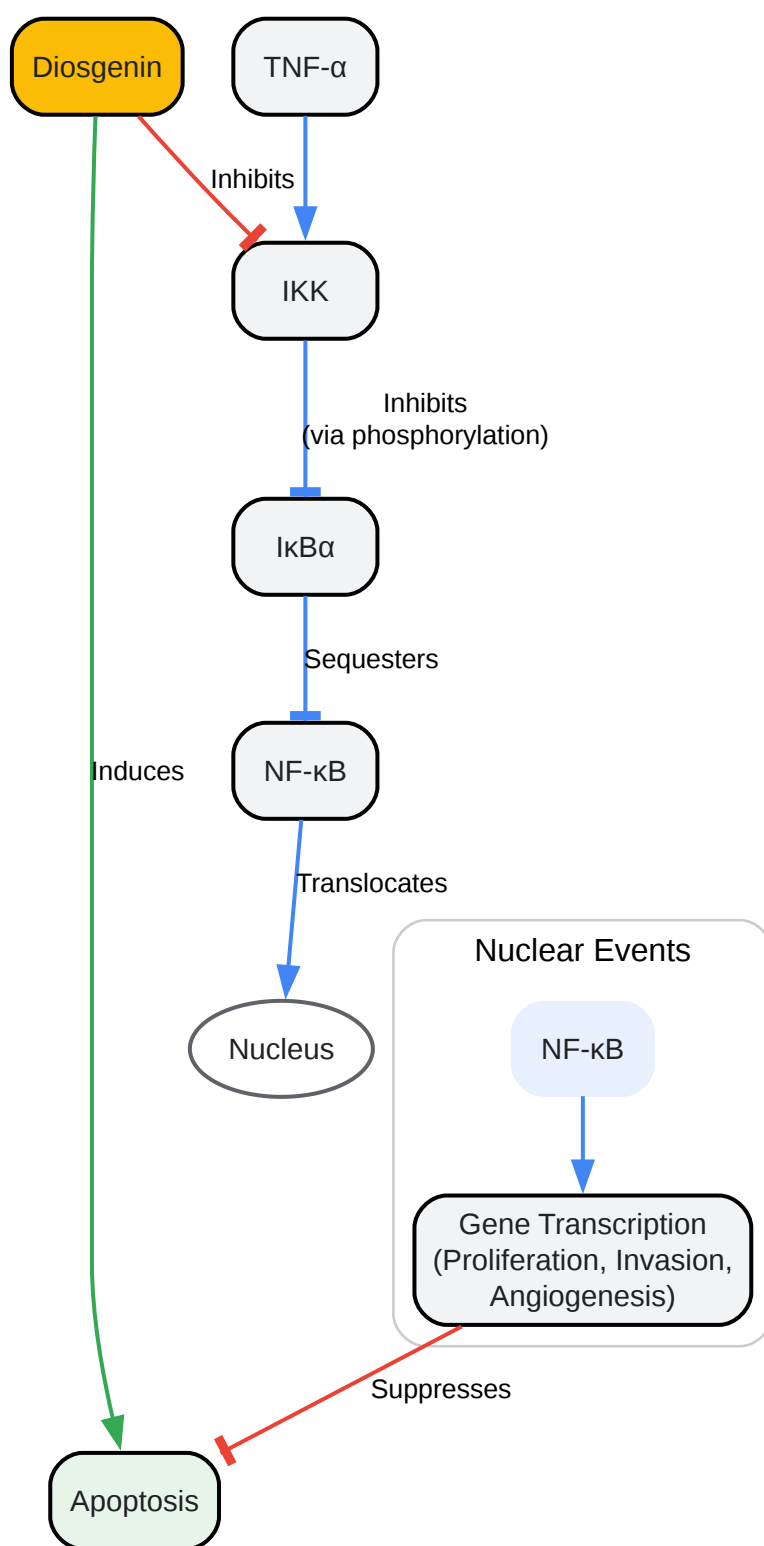 Diosgenin
TNF-α
Inhibits
IKK
Inhibits
(via phosphorylation)
IκBα
Sequesters
NF-κB
Induces
Translocates
Nuclear Events
Nucleus
NF-κB
Gene Transcription
(Proliferation, Invasion,
Angiogenesis)
Suppresses
Apoptosis